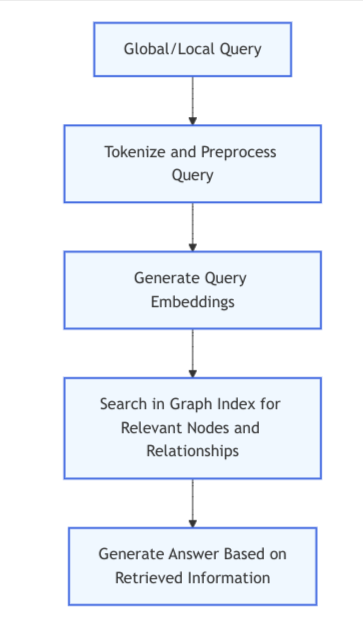 Global/Local Query
Tokenize and Preprocess
Query
Generate Query
Embeddings
Search in Graph Index for
Relevant Nodes and
Relationships
Generate Answer Based on
Retrieved Information